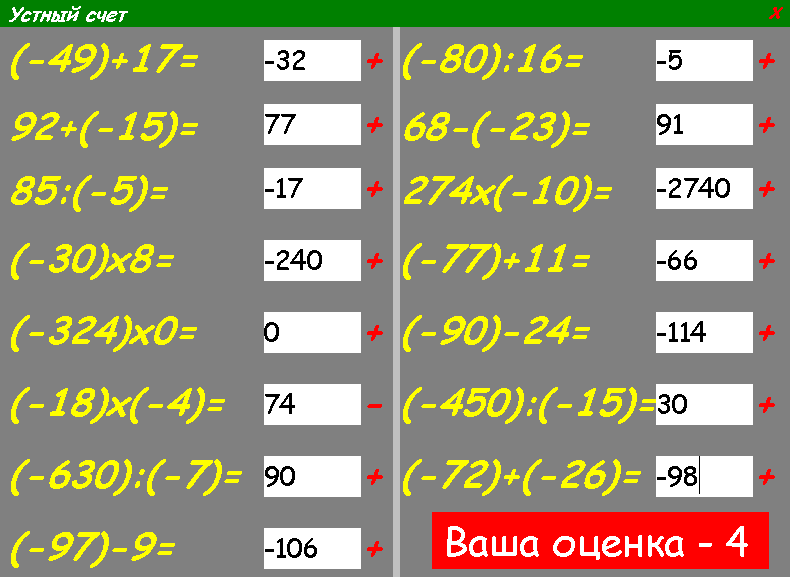 Устный счет x
(-49)+17= -32 +
92+(-15)= 77 +
85:(-5)= -17 +
(-30)x8= -240 +
(-324)x0= 0 +
(-18)x(-4)= 74 -
(-630):(-7)= 90 +
(-97)-9= -106 +
(-80):16= -5 +
68-(-23)= 91 +
274x(-10)= -2740 +
(-77)+11= -66 +
(-90)-24= -114 +
(-450):(-15)= 30 +
(-72)+(-26)= -98 +
Ваша оценка - 4